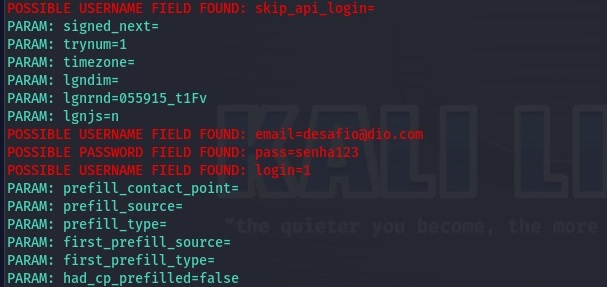 POSSIBLE USERNAME FIELD FOUND: skip_api_login=
PARAM: signed_next=
PARAM: trynum=1
PARAM: timezone=
PARAM: lgndim=
PARAM: lgnrnd=055915_t1Fv
PARAM: lgnjs=n
POSSIBLE USERNAME FIELD FOUND: email=desafio@dio.com
POSSIBLE PASSWORD FIELD FOUND: pass=senha123
POSSIBLE USERNAME FIELD FOUND: login=1
PARAM: prefill_contact_point=
PARAM: prefill_source=
PARAM: prefill_type=
PARAM: first_prefill_source=
PARAM: first_prefill_type=
PARAM: had_cp_prefilled=false
KALI LI
"the quieter you become, the more